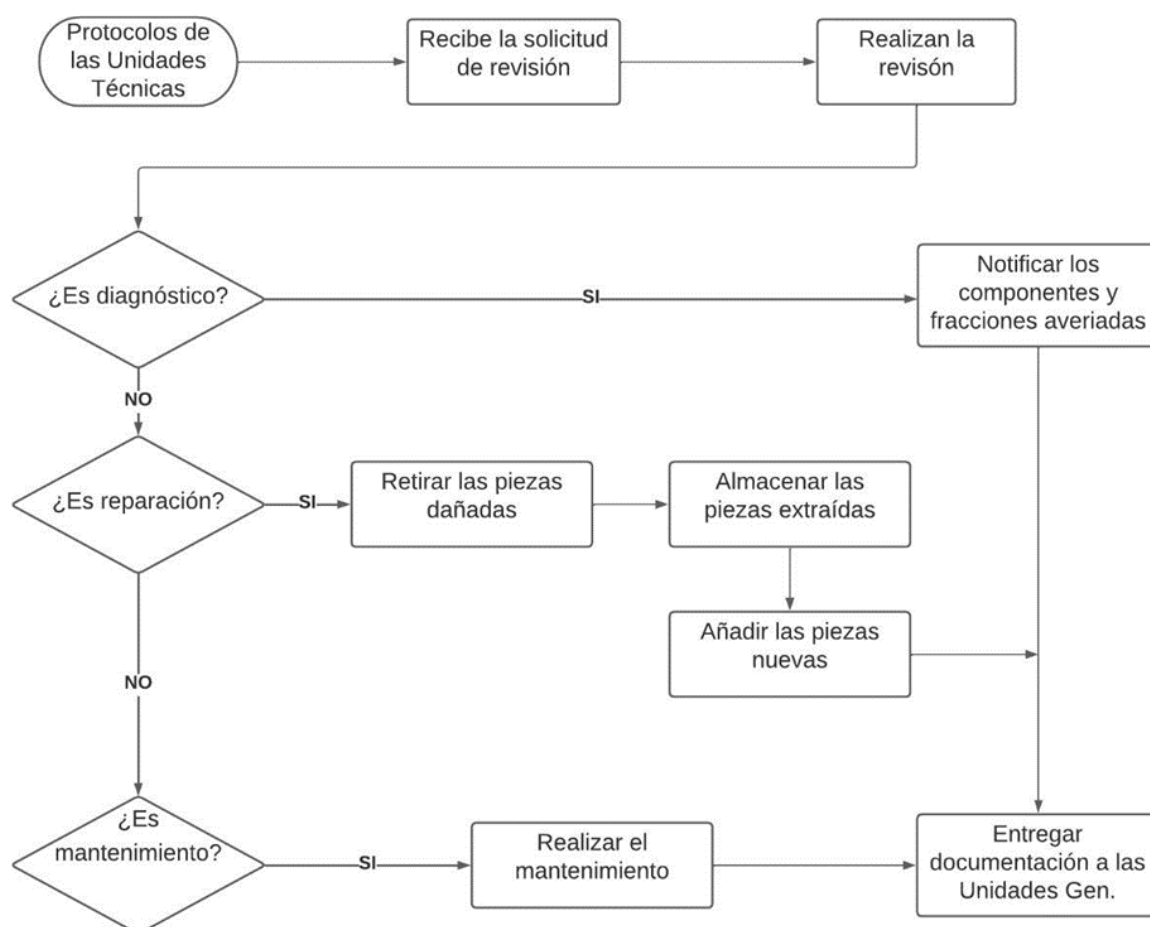 Protocolos de
las Unidades
Técnicas
Recibe la solicitud
de revisión
Realizan la
revisón
¿Es diagnóstico?
SI
Notificar los
componentes y
fracciones averiadas
NO
¿Es reparación?
SI
Retirar las piezas
dañadas
Almacenar las
piezas extraídas
Añadir las piezas
nuevas
NO
¿Es
mantenimiento?
SI
Realizar el
mantenimiento
Entregar
documentación a las
Unidades Gen.